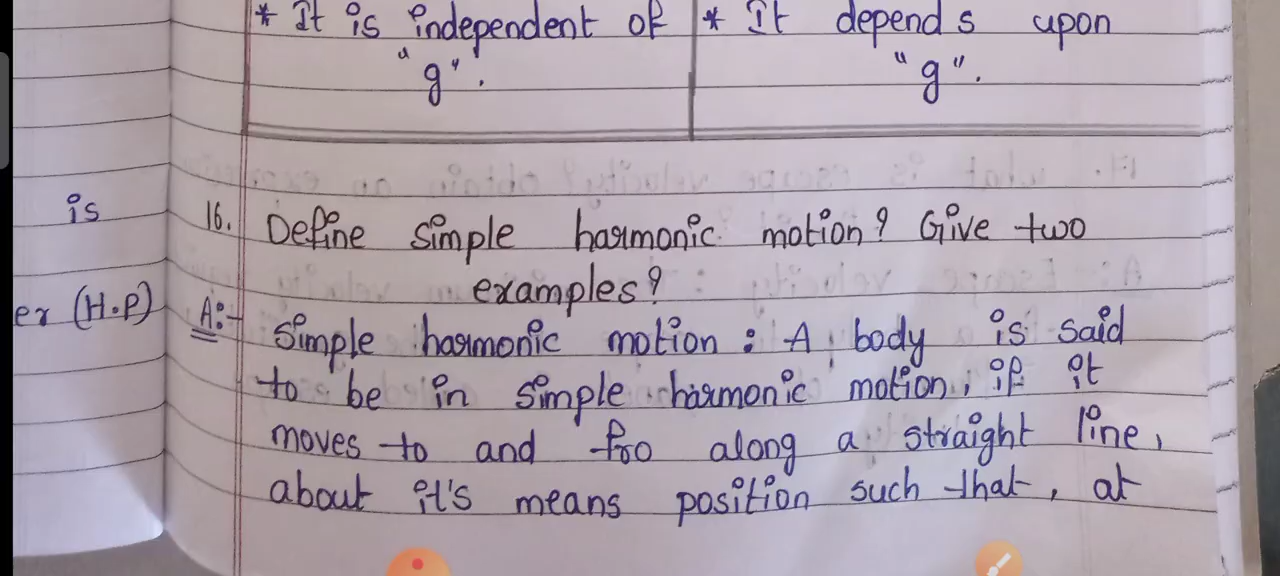 * It is independent of
"g".
* It depends upon
"g".
is
er (H.P)
16. Define simple harmonic motion? Give two
examples?
A:- Simple harmonic motion : A body is said
to be in simple harmonic motion, if it
moves to and fro along a straight line,
about it's means position such that, at